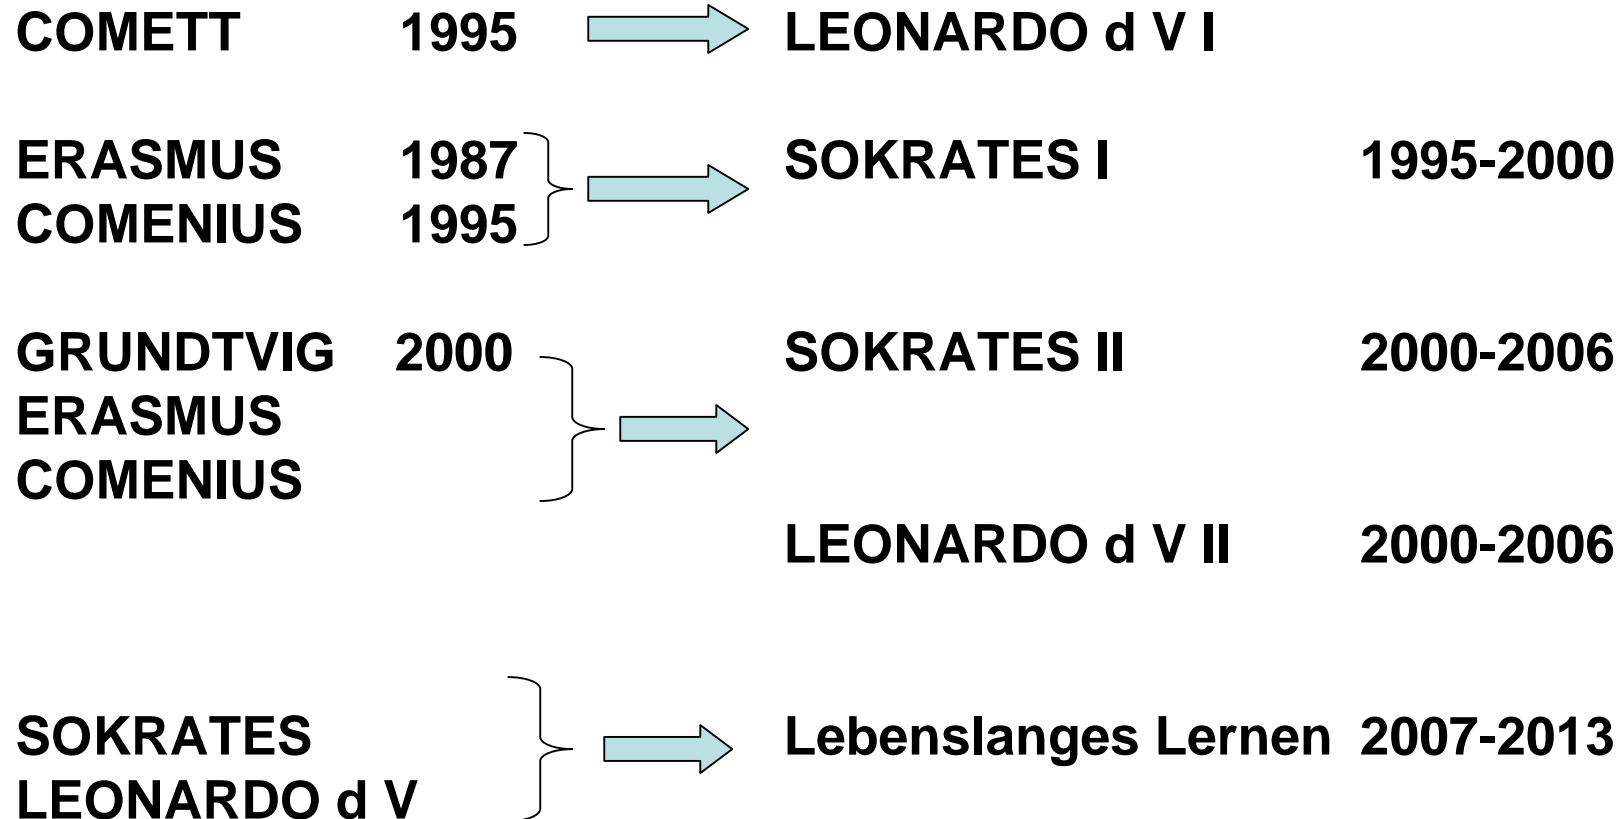 COMETT 1995 LEONARDO d V I
ERASMUS 1987 SOKRATES I 1995-2000
COMENIUS 1995
GRUNDTVIG 2000 SOKRATES II 2000-2006
ERASMUS
COMENIUS
LEONARDO d V II 2000-2006
SOKRATES Lebenslanges Lernen 2007-2013
LEONARDO d V